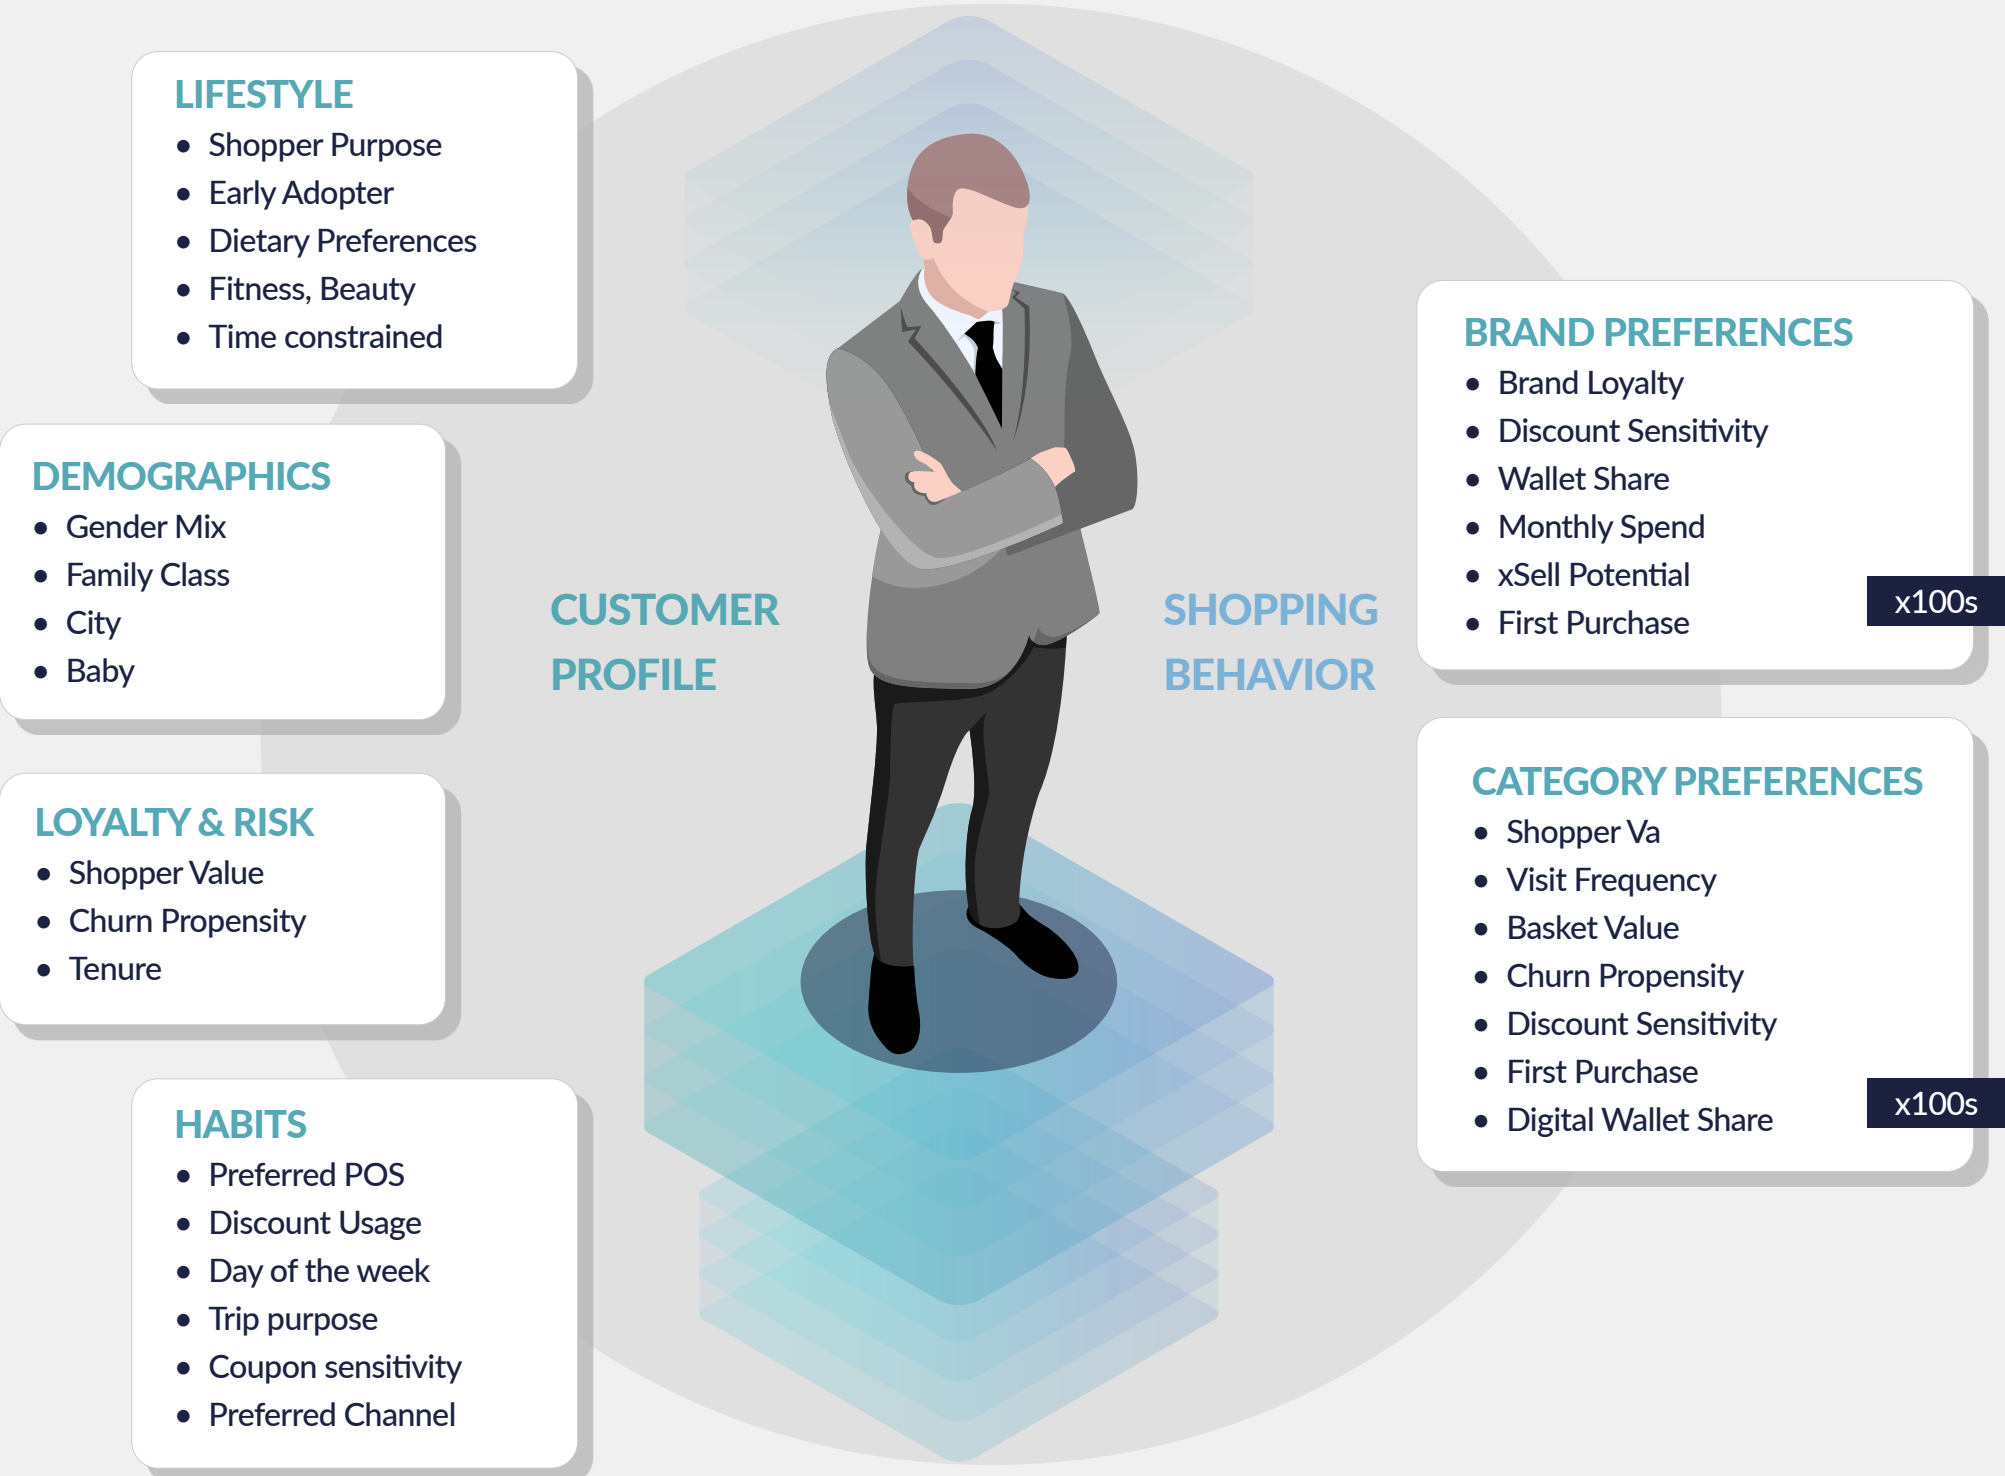 LIFESTYLE
• Shopper Purpose
• Early Adopter
• Dietary Preferences
• Fitness, Beauty
• Time constrained
DEMOGRAPHICS
• Gender Mix
• Family Class
• City
• Baby
LOYALTY & RISK
• Shopper Value
• Churn Propensity
• Tenure
HABITS
• Preferred POS
• Discount Usage
• Day of the week
• Trip purpose
• Coupon sensitivity
• Preferred Channel
CUSTOMER
PROFILE
SHOPPING
BEHAVIOR
BRAND PREFERENCES
• Brand Loyalty
• Discount Sensitivity
• Wallet Share
• Monthly Spend
• xSell Potential
• First Purchase
x100s
CATEGORY PREFERENCES
• Shopper Va
• Visit Frequency
• Basket Value
• Churn Propensity
• Discount Sensitivity
• First Purchase
• Digital Wallet Share
x100s